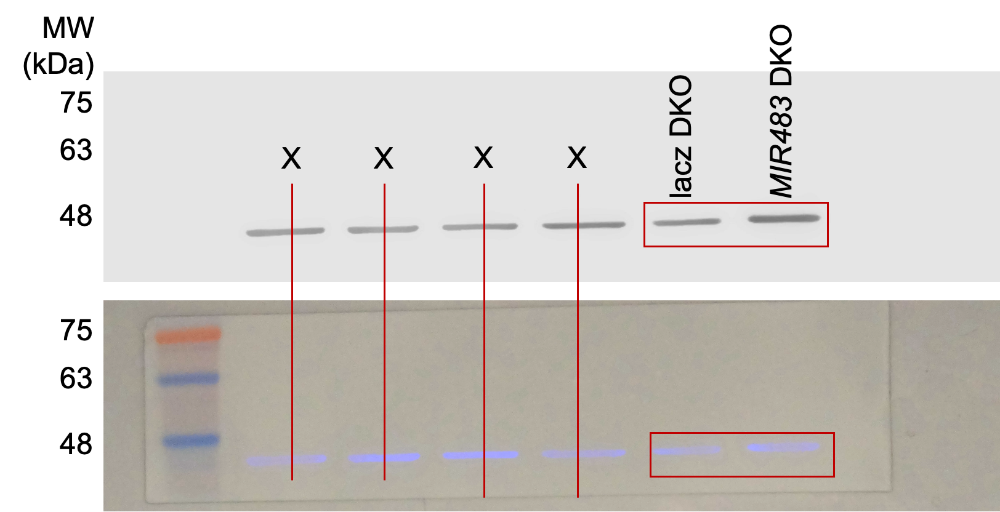 MW
(kDa)
75
63
48
X
X
X
X
lacz DKO
MIR483 DKO
75
63
48